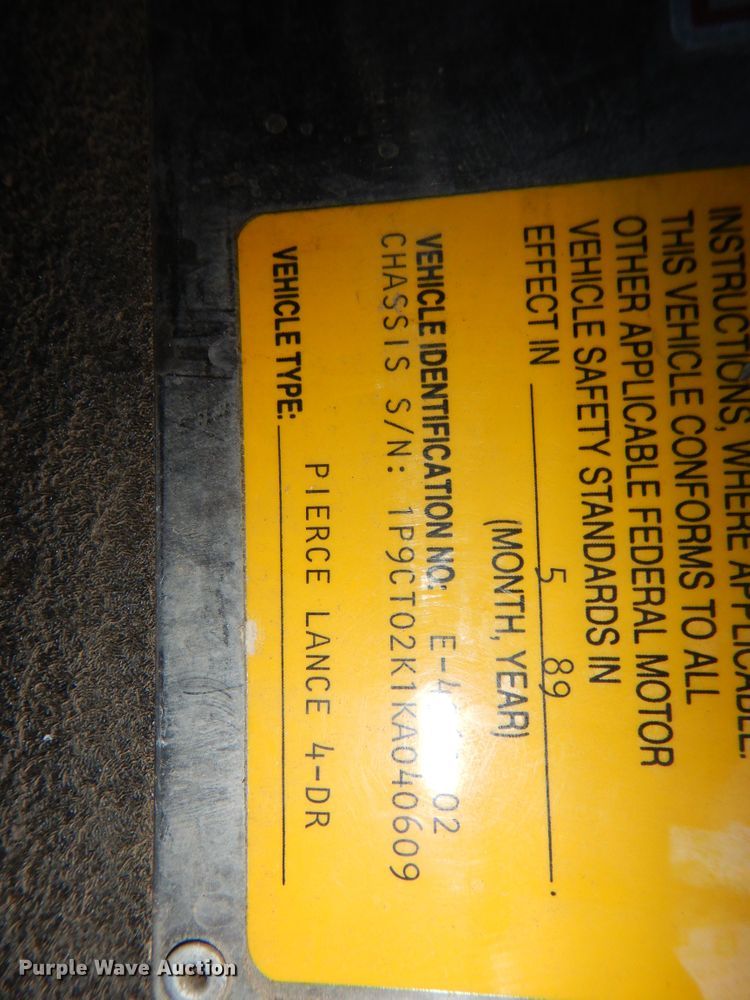 INSTRUCTIONS, WHERE APPLICABLE.
THIS VEHICLE CONFORMS TO ALL
OTHER APPLICABLE FEDERAL MOTOR
VEHICLE SAFETY STANDARDS IN
EFFECT IN 5 89.
(MONTH, YEAR)
VEHICLE IDENTIFICATION NO:
CHASSIS S/N: 1P9CT02K1KA040609
VEHICLE TYPE: PIERCE LANCE 4-DR
Purple Wave Auction